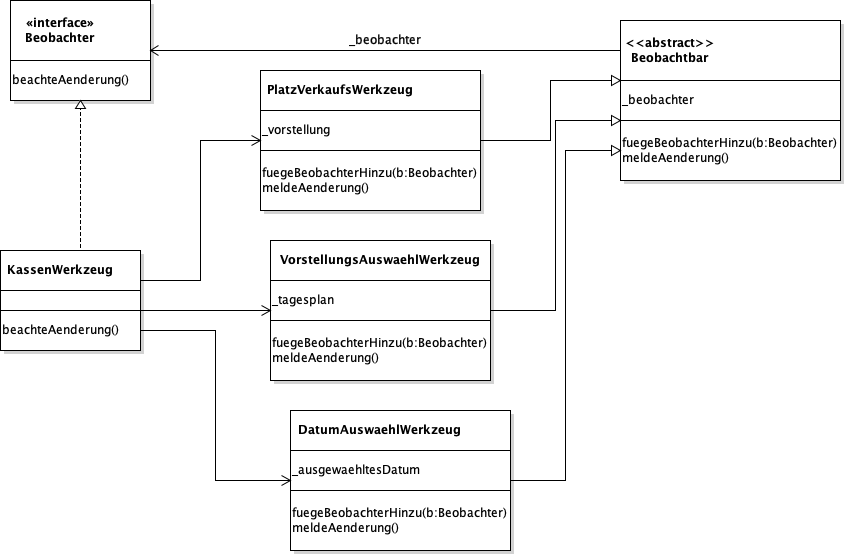 «interface»
Beobachter
beachteAenderung()
_beobachter
<<abstract>>
Beobachtbar
_beobachter
fuegeBeobachterHinzu(b:Beobachter)
meldeAenderung()
PlatzVerkaufsWerkzeug
_vorstellung
fuegeBeobachterHinzu(b:Beobachter)
meldeAenderung()
KassenWerkzeug
beachteAenderung()
VorstellungsAuswaehlWerkzeug
_tagesplan
fuegeBeobachterHinzu(b:Beobachter)
meldeAenderung()
DatumAuswaehlWerkzeug
_ausgewaehltesDatum
fuegeBeobachterHinzu(b:Beobachter)
meldeAenderung()